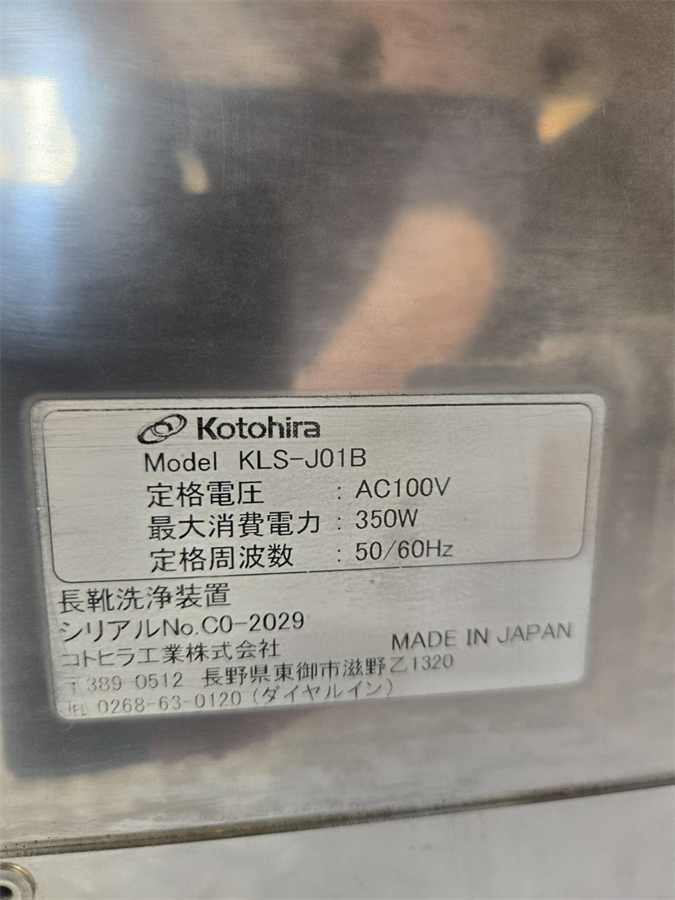 Kotohira
Model KLS-J01B
定格電圧 : AC100V
最大消費電力 : 350W
定格周波数 : 50/60Hz
長靴洗浄装置
シリアルNo.C0-2029
コトヒラ工業株式会社 MADE IN JAPAN
〒389-0512 長野県東御市滋野乙1320
TEL 0268-63-0120 (ダイヤルイン)